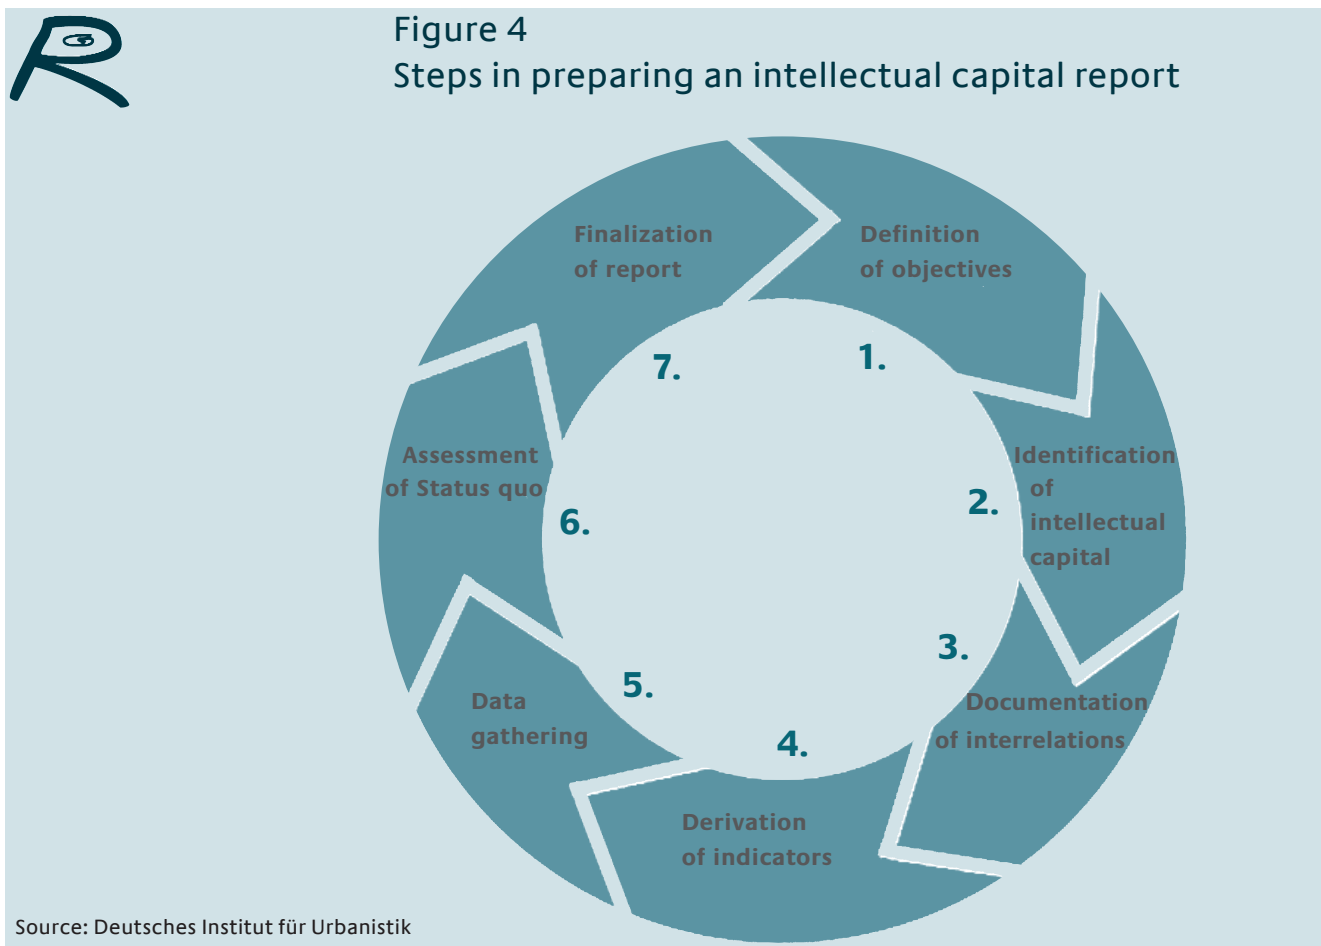 Figure 4
Steps in preparing an intellectual capital report
1.
Definition
of objectives
2.
Identification
of
intellectual
capital
3.
Documentation
of interrelations
4.
Derivation
of indicators
5.
Data
gathering
6.
Assessment
of Status quo
7.
Finalization
of report
Source: Deutsches Institut für Urbanistik